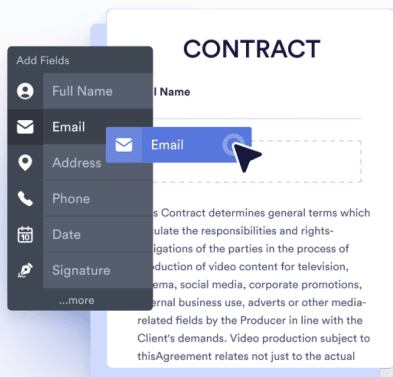 CONTRACT
Add Fields
Full Name
l Name
Email
Email
Address
Phone
Date
10
Signature
...more
s Contract determines general terms which
ulate the responsibilities and rights-
igations of the parties in the process of
oduction of video content for television,
ema, social media, corporate promotions,
ernal business use, adverts or other media-
related fields by the Producer in line with the
Client's demands. Video production subject to
thisAgreement relates not just to the actual